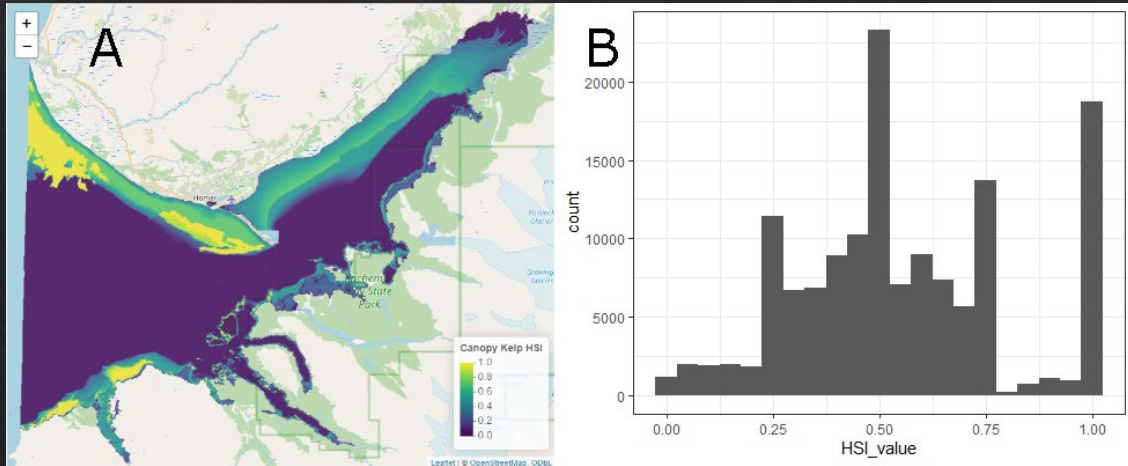 +
−
A
Homer
Kachemak
Bay State
Park
Canopy Kelp HSI
1.0
0.8
0.6
0.4
0.2
0.0
Leaflet | © OpenStreetMap, ODbL
B
20000
15000
10000
5000
0
count
0.00 0.25 0.50 0.75 1.00
HSI_value